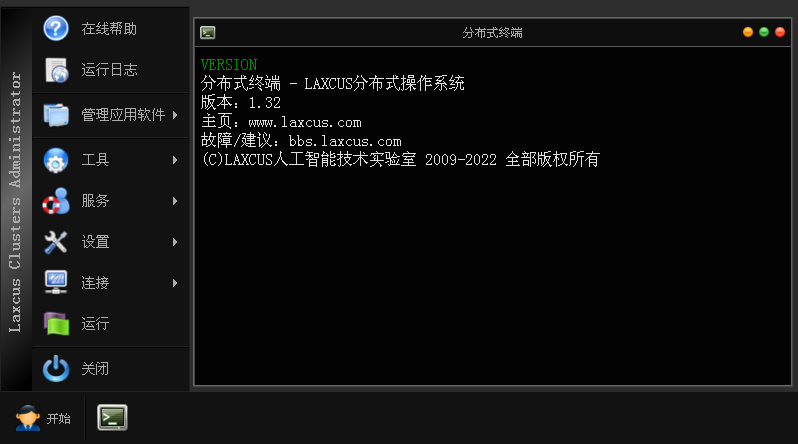 Laxcus Clusters Administrator
在线帮助
运行日志
管理应用软件
工具
服务
设置
连接
运行
关闭
分布式终端
VERSION
分布式终端 - LAXCUS分布式操作系统
版本: 1.32
主页: www.laxcus.com
故障/建议: bbs.laxcus.com
(C)LAXCUS人工智能技术实验室 2009-2022 全部版权所有
开始